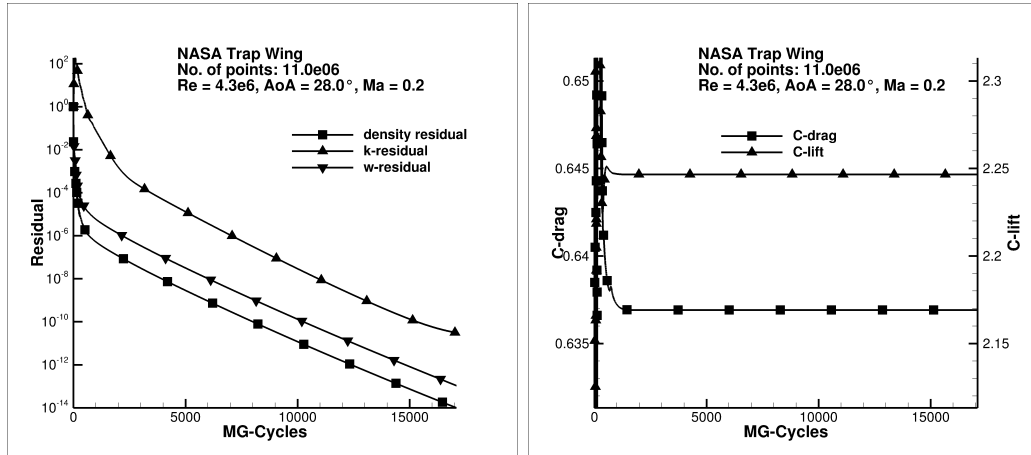 NASA Trap Wing
No. of points: 11.0e06
Re = 4.3e6, AoA = 28.0°, Ma = 0.2
density residual
k-residual
w-residual
Residual
10^2
10^0
10^-2
10^-4
10^-6
10^-8
10^-10
10^-12
10^-14
0 5000 10000 15000
MG-Cycles
NASA Trap Wing
No. of points: 11.0e06
Re = 4.3e6, AoA = 28.0°, Ma = 0.2
C-drag
C-lift
C-drag
0.65
0.645
0.64
0.635
2.3
2.25
2.2
2.15
C-lift
0 5000 10000 15000
MG-Cycles